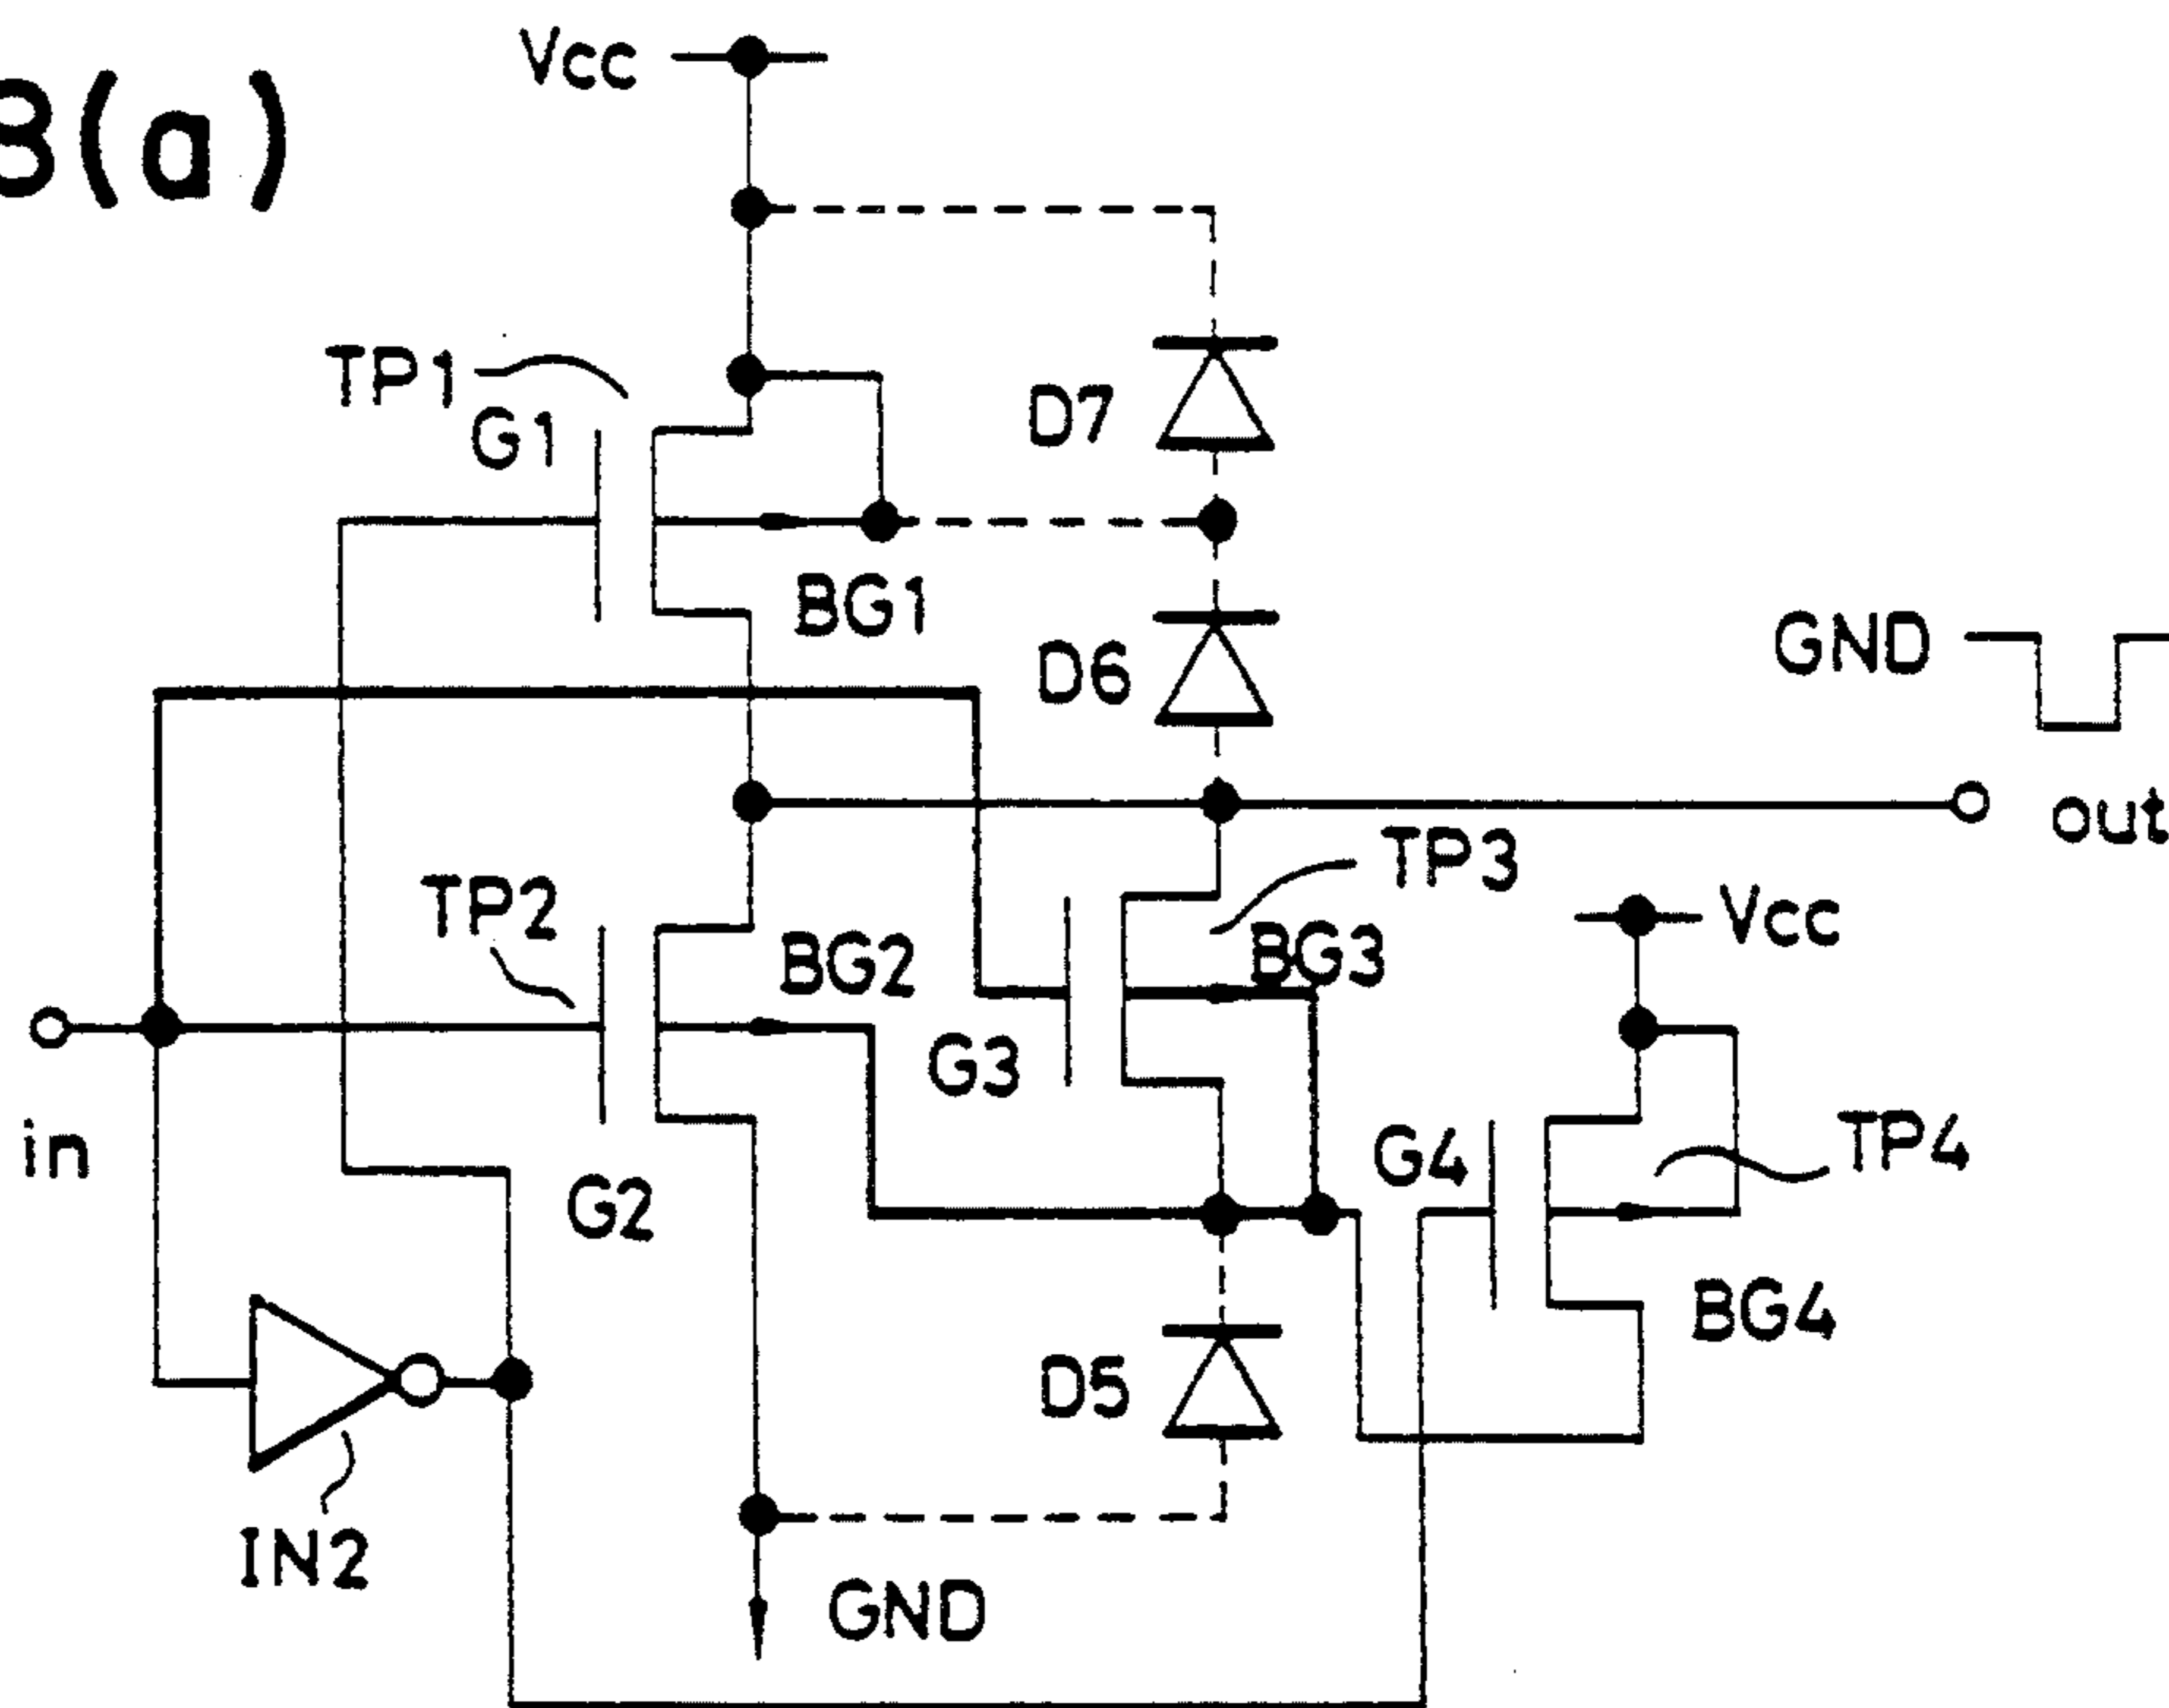 8(a)
Vcc
TP1
G1
D7
BG1
D6
GND
out
TP3
TP2
BG2
BG3
Vcc
G3
in
G2
G4
TP4
BG4
D5
IN2
GND